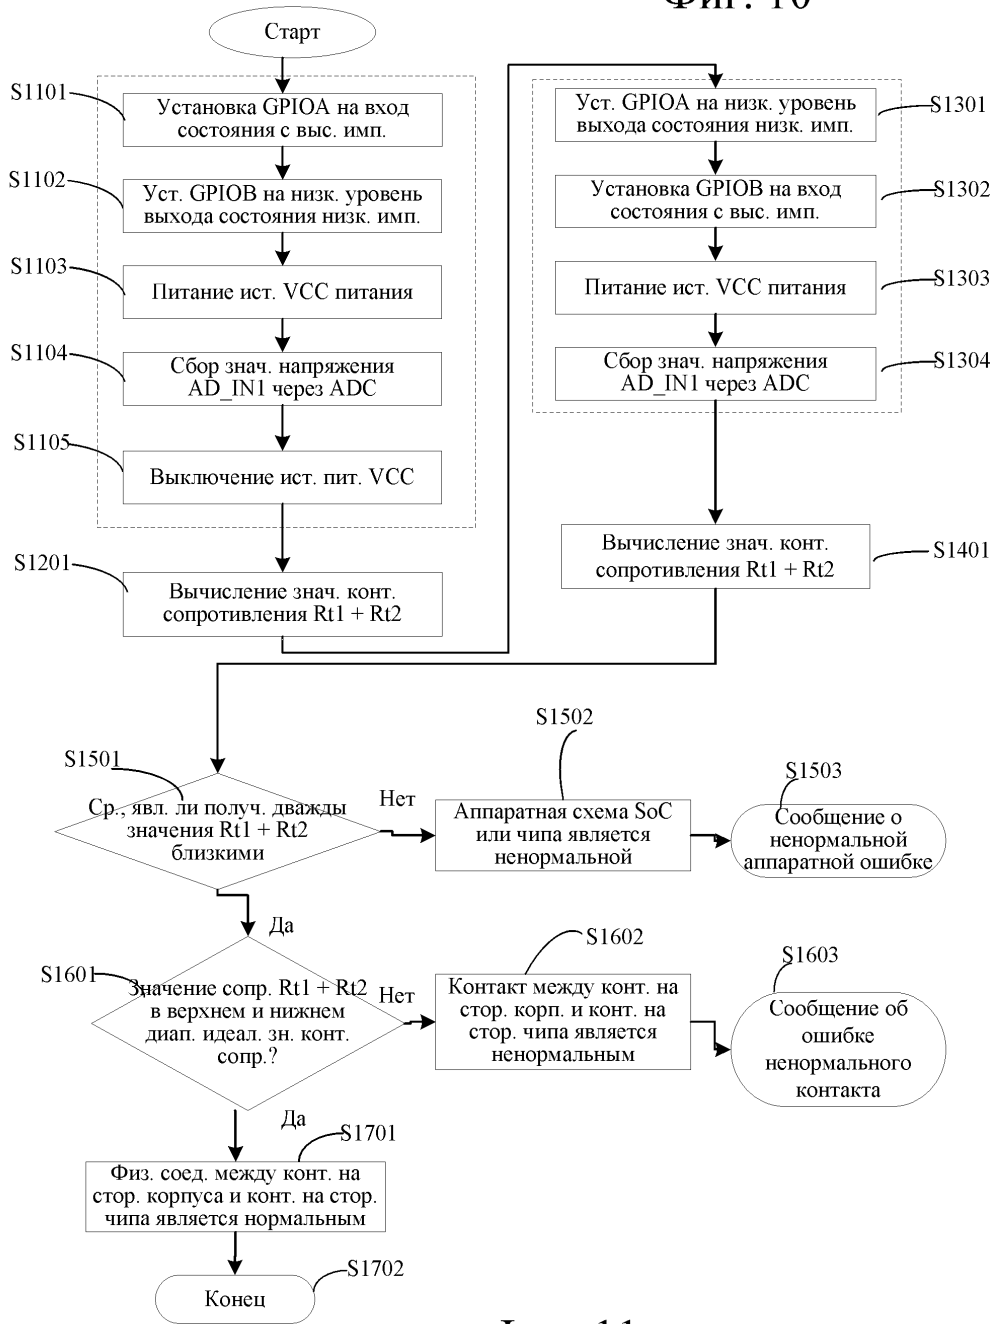 Фиг. 10
Старт
S1101
Установка GPIOA на вход
состояния с выс. имп.
S1102
Уст. GPIOB на низк. уровень
выхода состояния низк. имп.
S1103
Питание ист. VCC питания
S1104
Сбор знач. напряжения
AD_IN1 через ADC
S1105
Выключение ист. пит. VCC
S1201
Вычисление знач. конт.
сопротивления Rt1 + Rt2
Уст. GPIOA на низк. уровень
выхода состояния низк. имп.
S1301
Установка GPIOB на вход
состояния с выс. имп.
S1302
Питание ист. VCC питания
S1303
Сбор знач. напряжения
AD_IN1 через ADC
S1304
Вычисление знач. конт.
сопротивления Rt1 + Rt2
S1401
S1501
Ср., явл. ли получ. дважды
значения Rt1 + Rt2
близкими
Нет
S1502
Аппаратная схема SoC
или чипа является
ненормальной
S1503
Сообщение о
ненормальной
аппаратной ошибке
Да
S1601
Значение сопр. Rt1 + Rt2
в верхнем и нижнем
диап. идеал. зн. конт.
сопр.?
Нет
S1602
Контакт между конт. на
стор. корп. и конт. на
стор. чипа является
ненормальным
S1603
Сообщение об
ошибке
ненормального
контакта
Да
S1701
Физ. соед. между конт. на
стор. корпуса и конт. на стор.
чипа является нормальным
S1702
Конец